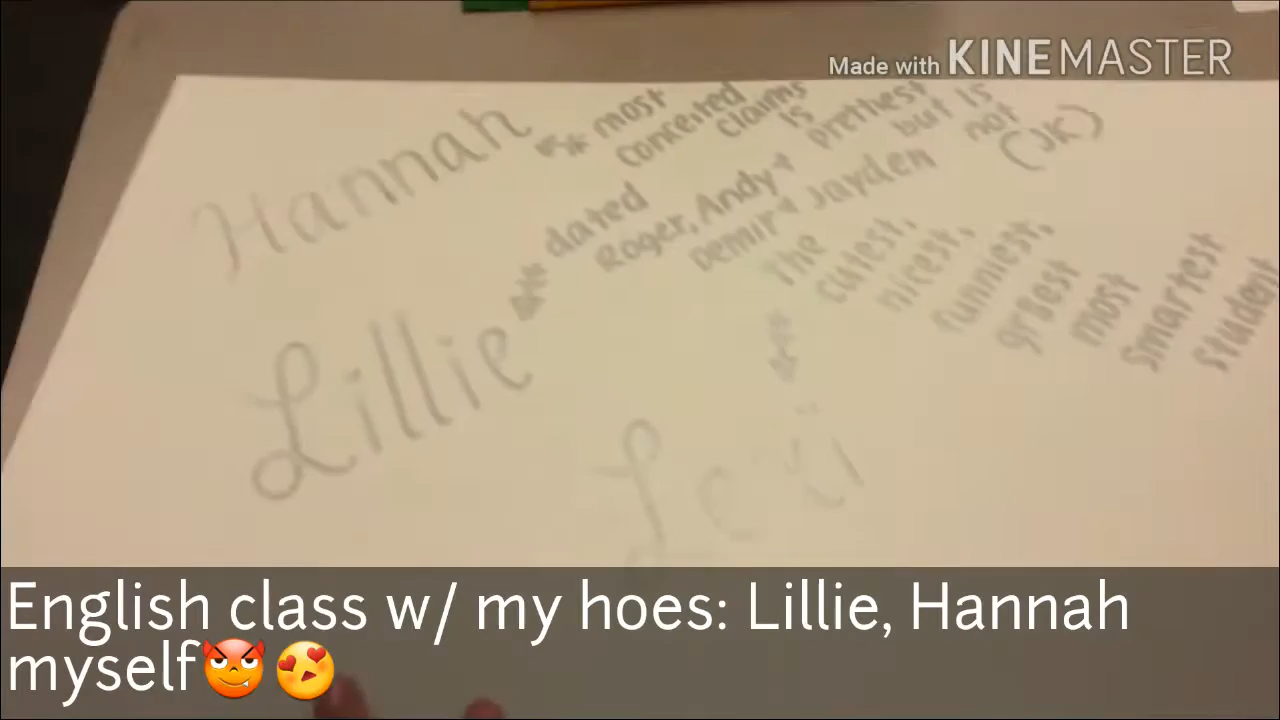 Made with KINEMASTER
Hannah
most
conceited
claims
is
prettiest
but is
not
(JK)
Lillie
dated
Roger, Andy
Demir
Jayden
Lexi
The
cutest,
nicest,
funniest,
gr8est
most
smartest
student
English class w/ my hoes: Lillie, Hannah
myself😈😍